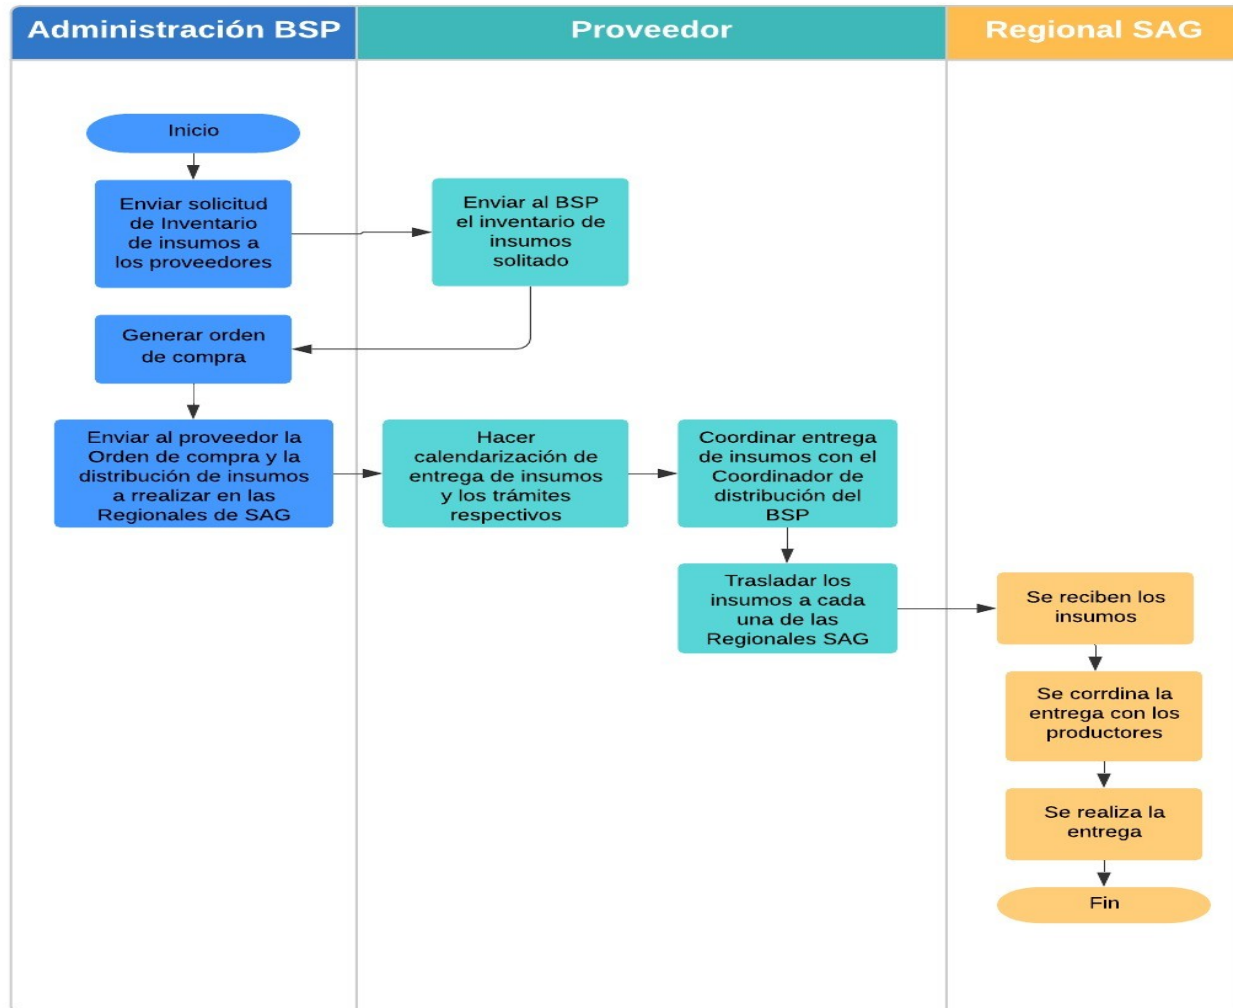 Administración BSP
Proveedor
Regional SAG
Inicio
Enviar solicitud
de Inventario
de insumos a
los proveedores
Enviar al BSP
el inventario de
insumos
solitado
Generar orden
de compra
Enviar al proveedor la
Orden de compra y la
distribución de insumos
a rrealizar en las
Regionales de SAG
Hacer
calendarización de
entrega de insumos
y los trámites
respectivos
Coordinar entrega
de insumos con el
Coordinador de
distribución del
BSP
Trasladar los
insumos a cada
una de las
Regionales SAG
Se reciben los
insumos
Se corrdina la
entrega con los
productores
Se realiza la
entrega
Fin